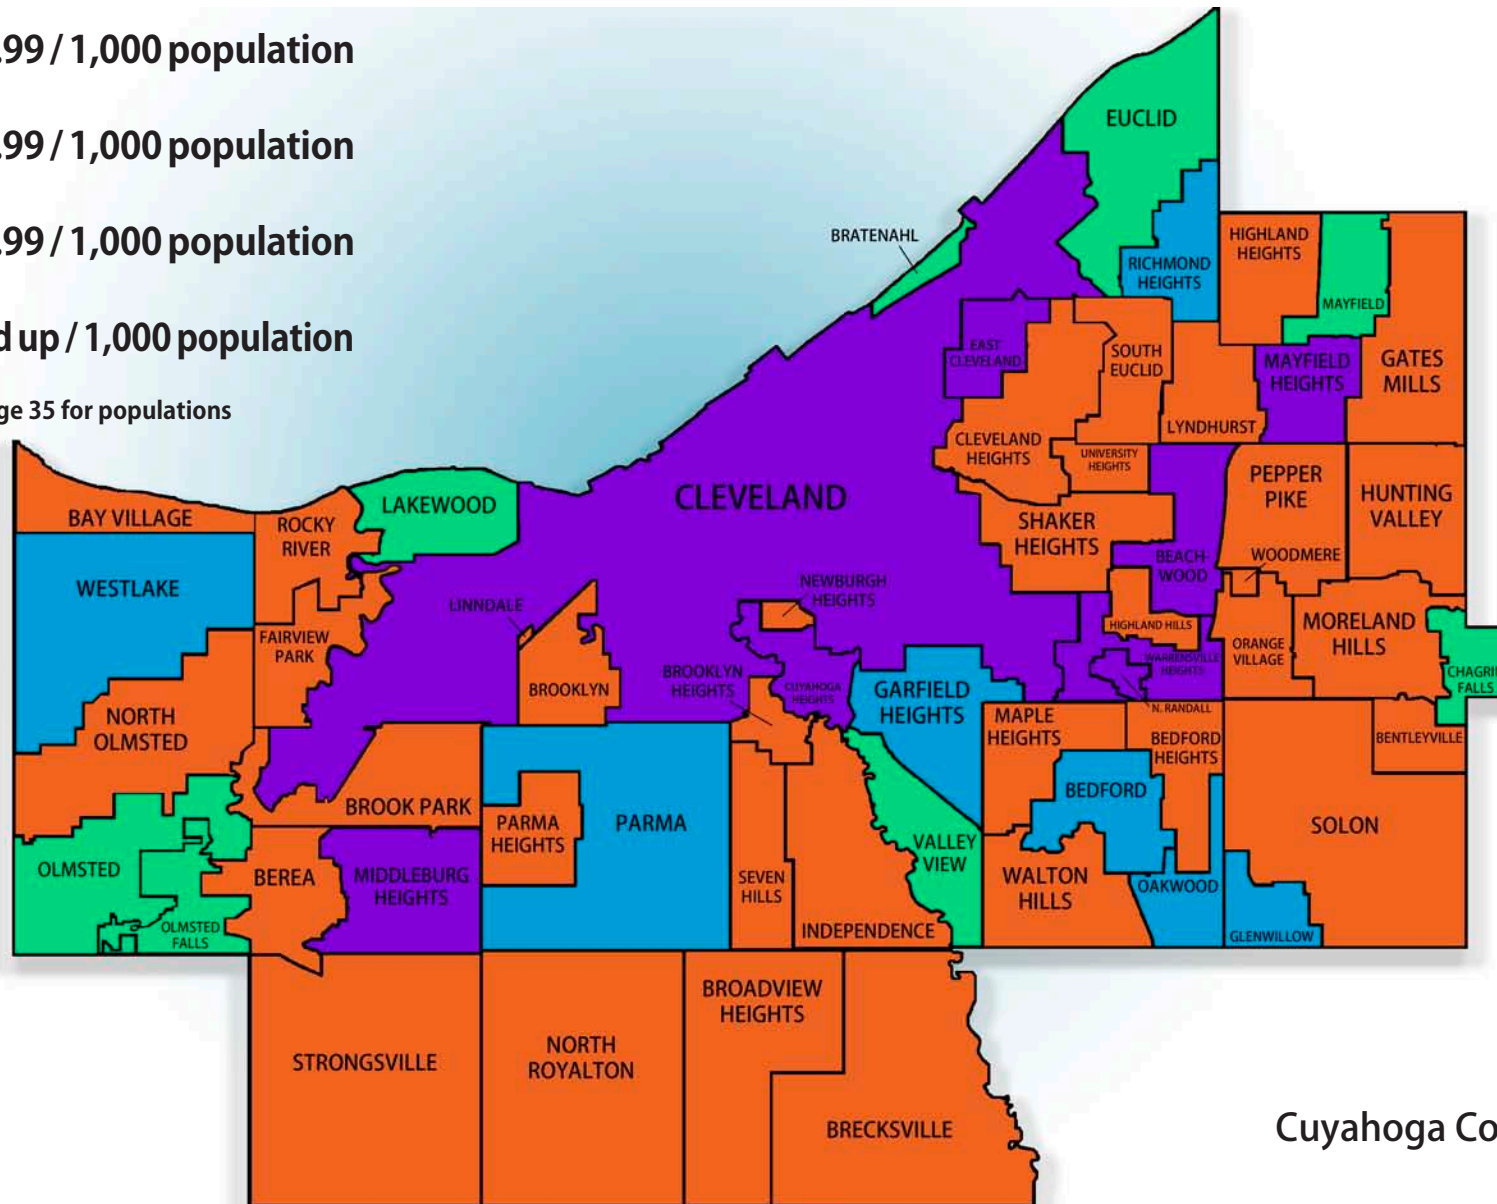 .99 / 1,000 population
.99 / 1,000 population
.99 / 1,000 population
d up / 1,000 population
ge 35 for populations
EUCLID
BRATENAHL
RICHMOND
HEIGHTS
HIGHLAND
HEIGHTS
MAYFIELD
EAST
CLEVELAND
SOUTH
EUCLID
MAYFIELD
HEIGHTS
GATES
MILLS
LYNDHURST
CLEVELAND
HEIGHTS
UNIVERSITY
HEIGHTS
PEPPER
PIKE
HUNTING
VALLEY
CLEVELAND
LAKEWOOD
BAY VILLAGE
ROCKY
RIVER
SHAKER
HEIGHTS
BEACH-
WOOD
WOODMERE
WESTLAKE
LINNDALE
NEWBURGH
HEIGHTS
HIGHLAND HILLS
MORELAND
HILLS
FAIRVIEW
PARK
ORANGE
VILLAGE
WARRENSVILLE
HEIGHTS
CHAGRI
FALLS
BROOKLYN
BROOKLYN
HEIGHTS
CUYAHOGA
HEIGHTS
GARFIELD
HEIGHTS
N. RANDALL
NORTH
OLMSTED
MAPLE
HEIGHTS
BEDFORD
HEIGHTS
BENTLEYVILLE
BEDFORD
BROOK PARK
PARMA
HEIGHTS
PARMA
SOLON
VALLEY
VIEW
OLMSTED
BEREA
MIDDLEBURG
HEIGHTS
SEVEN
HILLS
WALTON
HILLS
OAKWOOD
OLMSTED
FALLS
INDEPENDENCE
GLENWILLOW
BROADVIEW
HEIGHTS
STRONGSVILLE
NORTH
ROYALTON
BRECKSVILLE
Cuyahoga Co